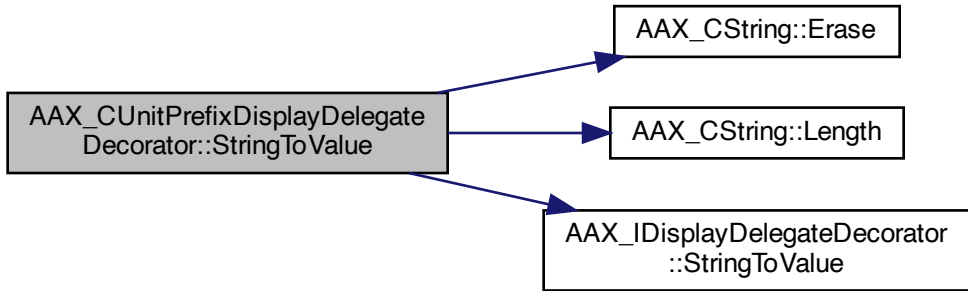 AAX_CUnitPrefixDisplayDelegate
Decorator::StringToValue
AAX_CString::Erase
AAX_CString::Length
AAX_IDisplayDelegateDecorator
::StringToValue